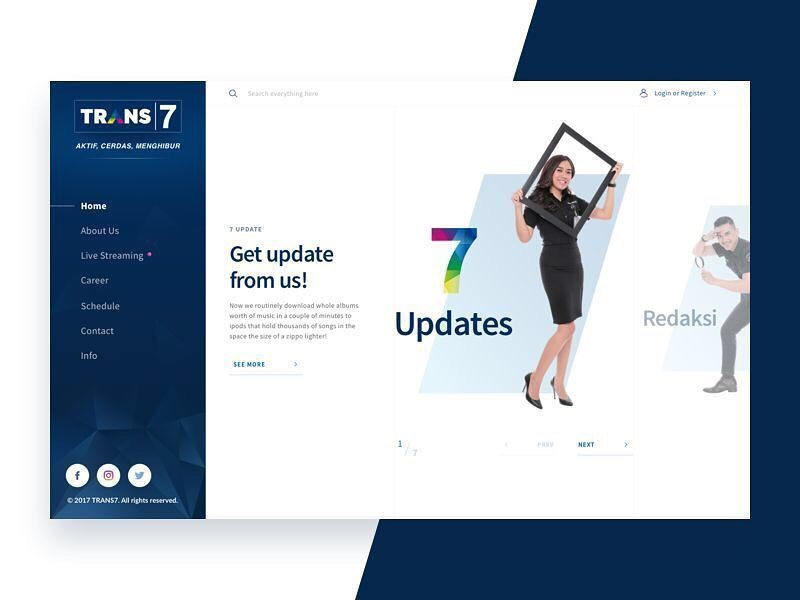 TRANS 7
AKTIF, CERDAS, MENGHIBUR
Home
About Us
Live Streaming
Career
Schedule
Contact
Info
© 2017 TRANS7. All rights reserved.
Search everything here
Login or Register
7 UPDATE
Get update
from us!
Now we routinely download whole albums
worth of music in a couple of minutes to
ipods that hold thousands of songs in the
space the size of a zippo lighter!
SEE MORE
7
Updates
1 / 7
PREV
NEXT
Redaksi